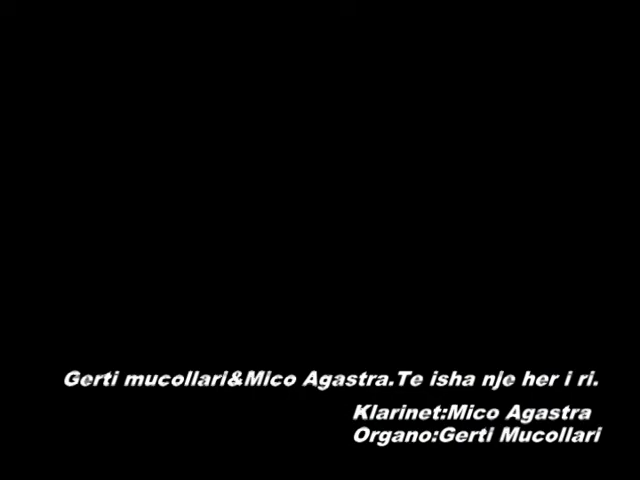 Gerti mucollari&Mico Agastra.Te isha nje her i ri.
Klarinet:Mico Agastra
Organo:Gerti Mucollari